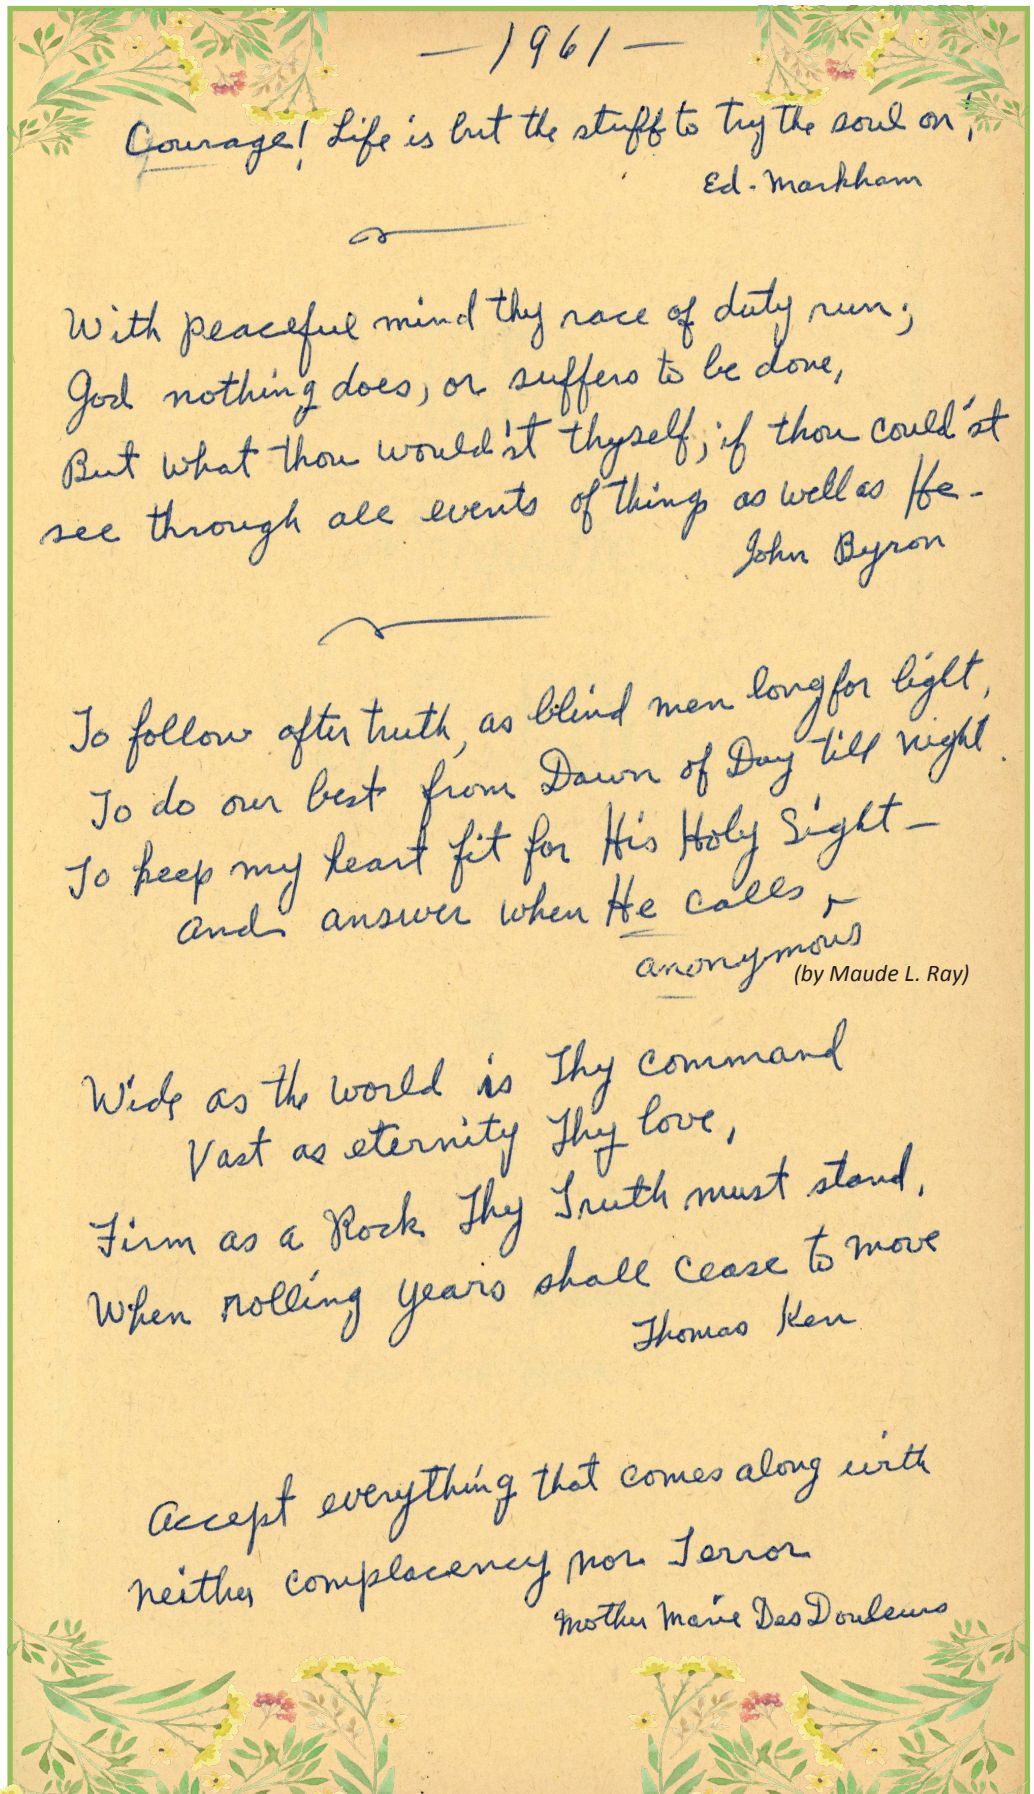 — 1961 —
Courage! Life is but the stuff to try the soul on;
Ed. Markham
With peaceful mind thy race of duty run;
God nothing does, or suffers to be done,
But what thou would'st thyself, if thou could'st
see through all events of things as well as He -
John Byron
To follow after truth, as blind men long for light,
To do our best from Dawn of Day till night.
To keep my heart fit for His Holy Sight —
and answer when He calls -
anonymous
(by Maude L. Ray)
Wide as the world is Thy command
Vast as eternity Thy love,
Firm as a Rock Thy Truth must stand,
When rolling years shall cease to move
Thomas Ken
Accept everything that comes along with
neither complacency nor Terror
Mother Marie Des Douleurs